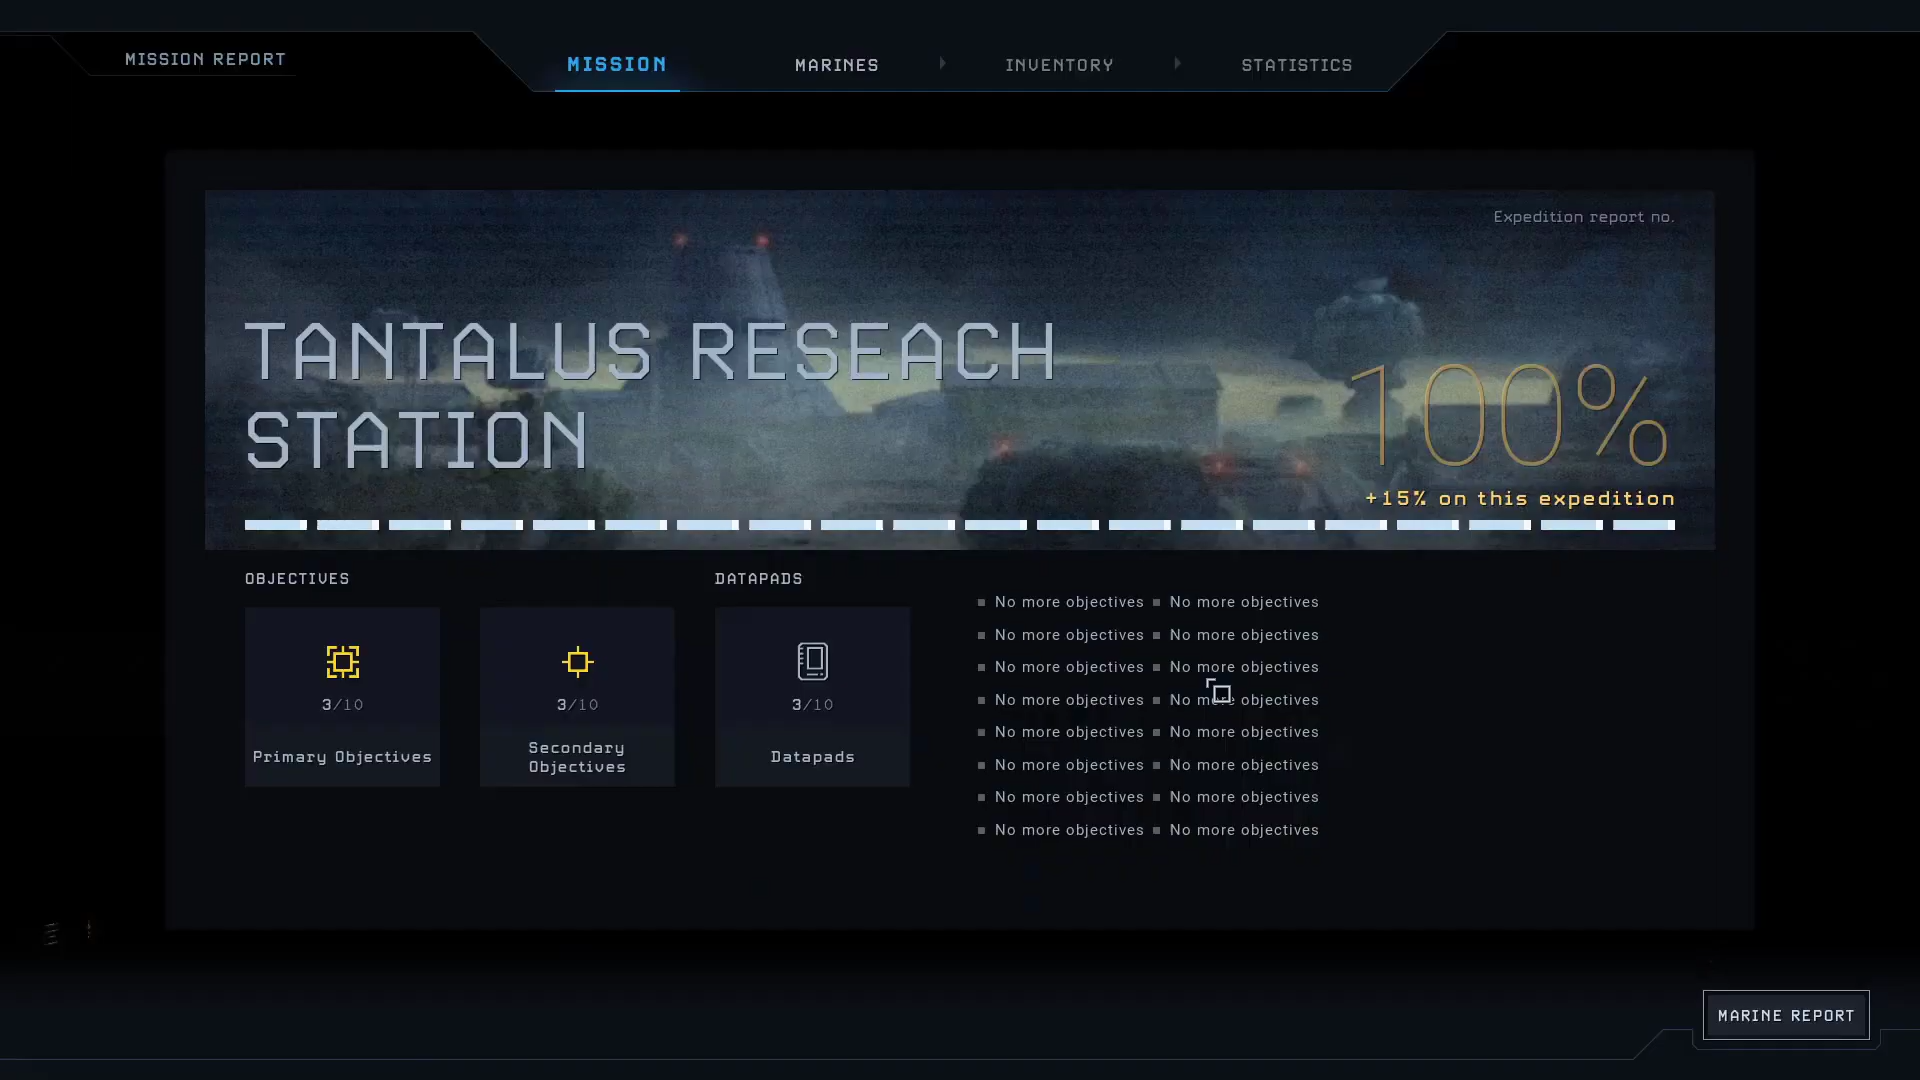 MISSION REPORT
MISSION
MARINES
INVENTORY
STATISTICS
Expedition report no.
TANTALUS RESEACH
STATION
100%
+15% on this expedition
OBJECTIVES
DATAPADS
3/10
Primary Objectives
3/10
Secondary
Objectives
3/10
Datapads
No more objectives No more objectives
No more objectives No more objectives
No more objectives No more objectives
No more objectives No more objectives
No more objectives No more objectives
No more objectives No more objectives
No more objectives No more objectives
No more objectives No more objectives
MARINE REPORT